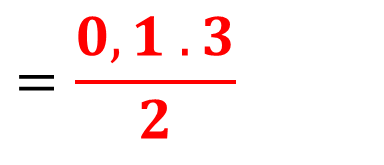 = 0,1 . 3
2